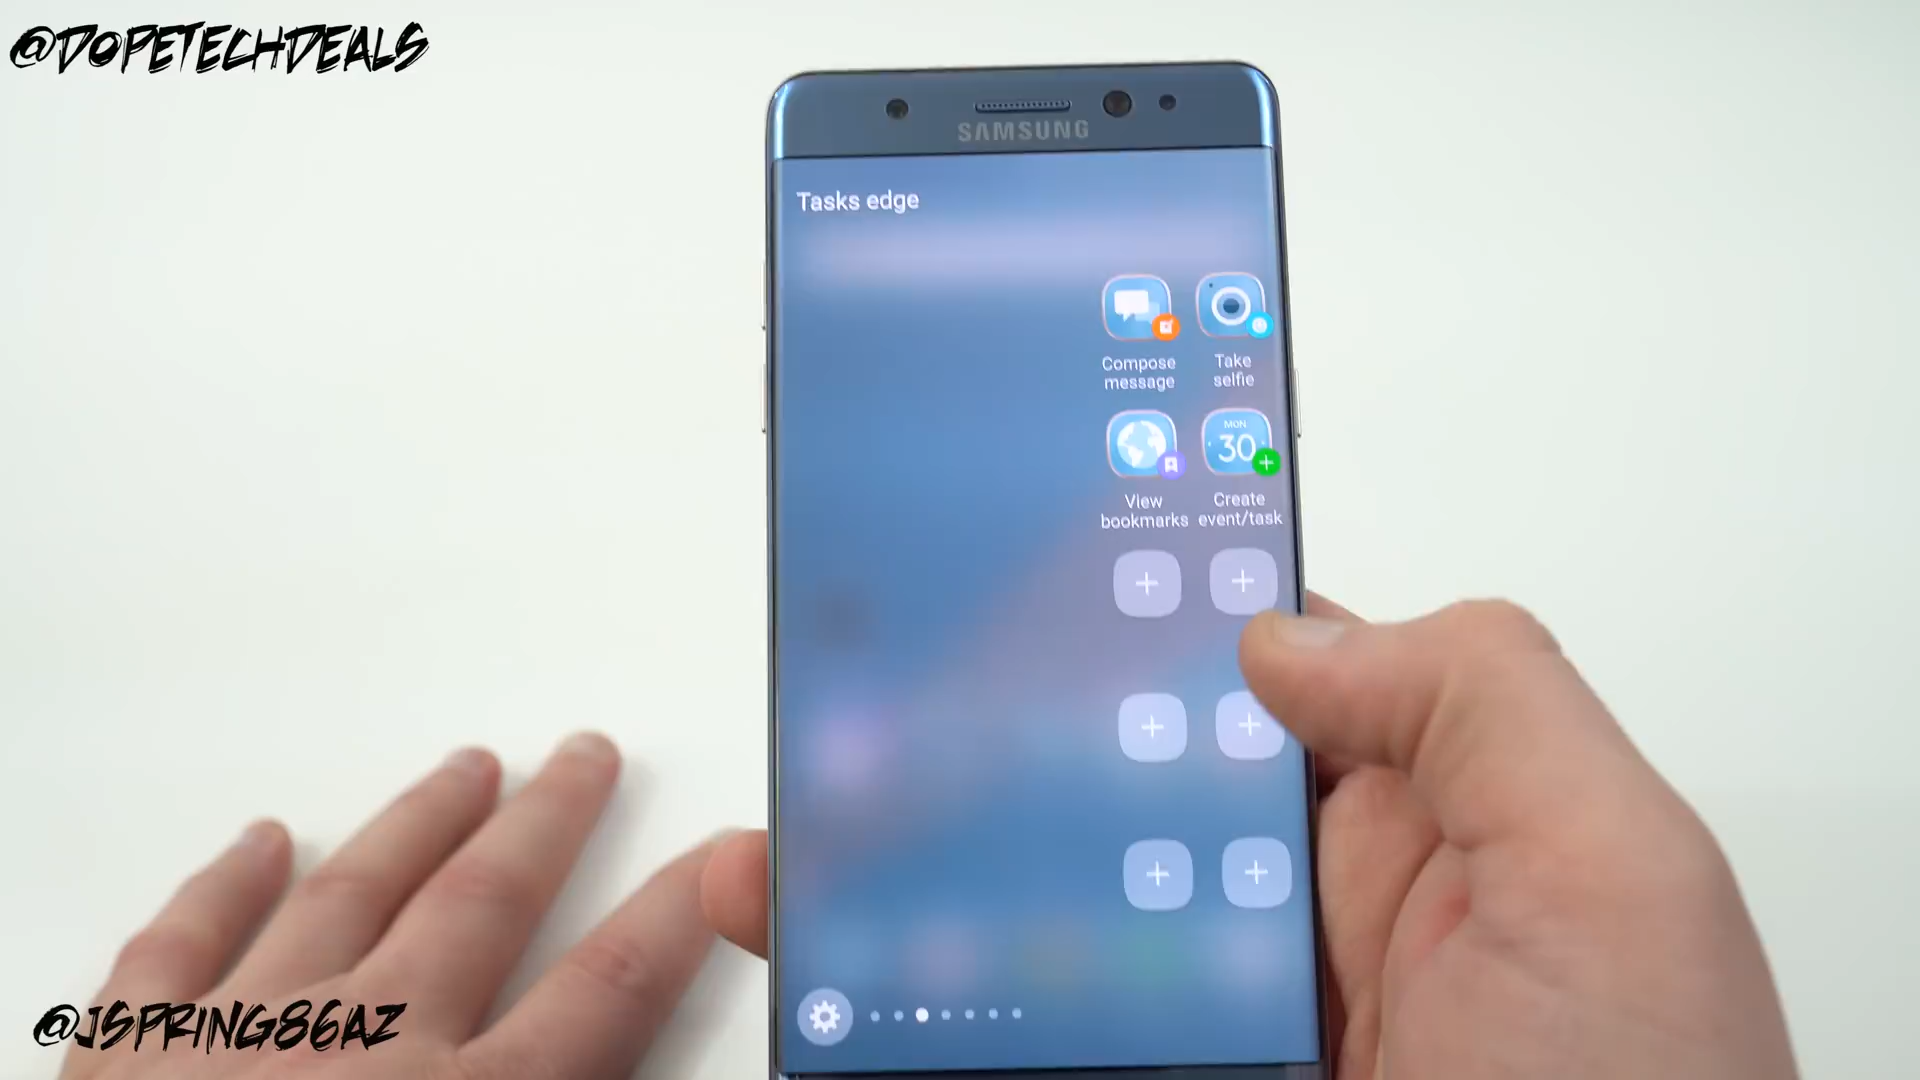 @DOPETECHDEALS
SAMSUNG
Tasks edge
Compose
message
Take
selfie
View
bookmarks
MON
30
Create
event/task
@JSPRING86AZ